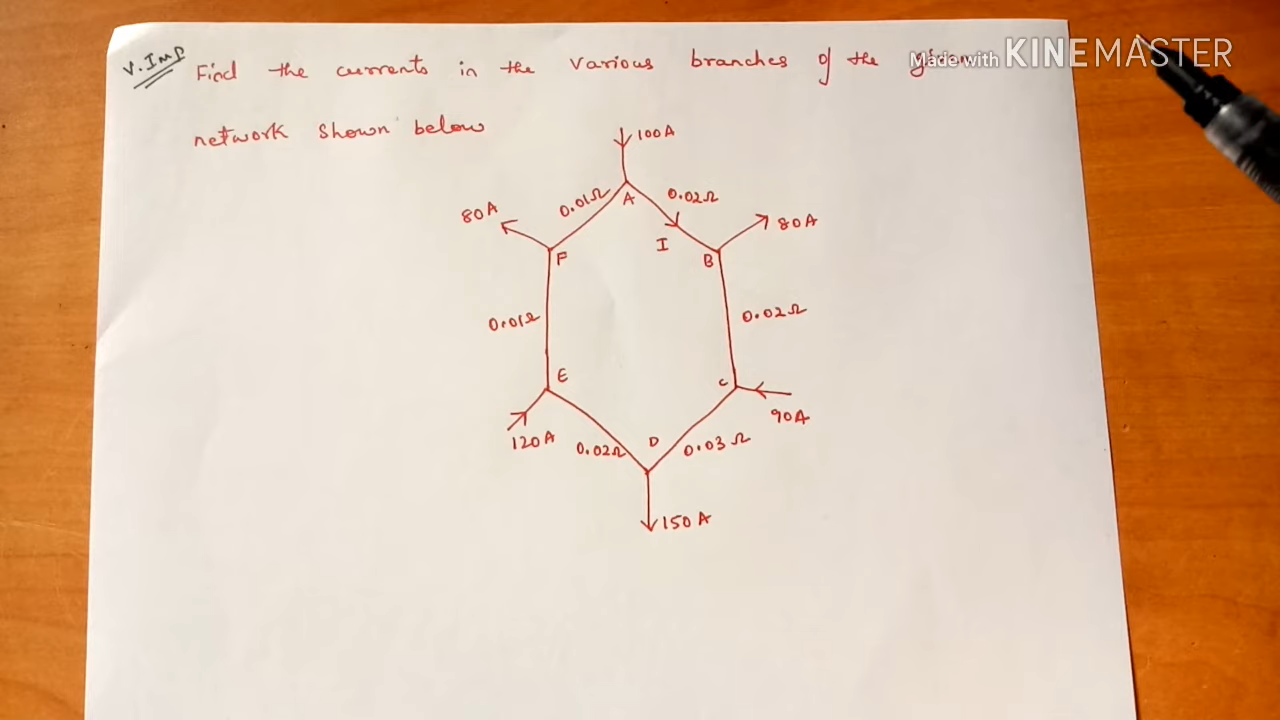 V. Imp
Find the currents in the various branches of the given
Made with KINEMASTER
network shown below
100A
0.01Ω
A
0.02Ω
80A
I
80A
F
B
0.01Ω
0.02Ω
E
C
90A
120A
0.02Ω
D
0.03Ω
150A